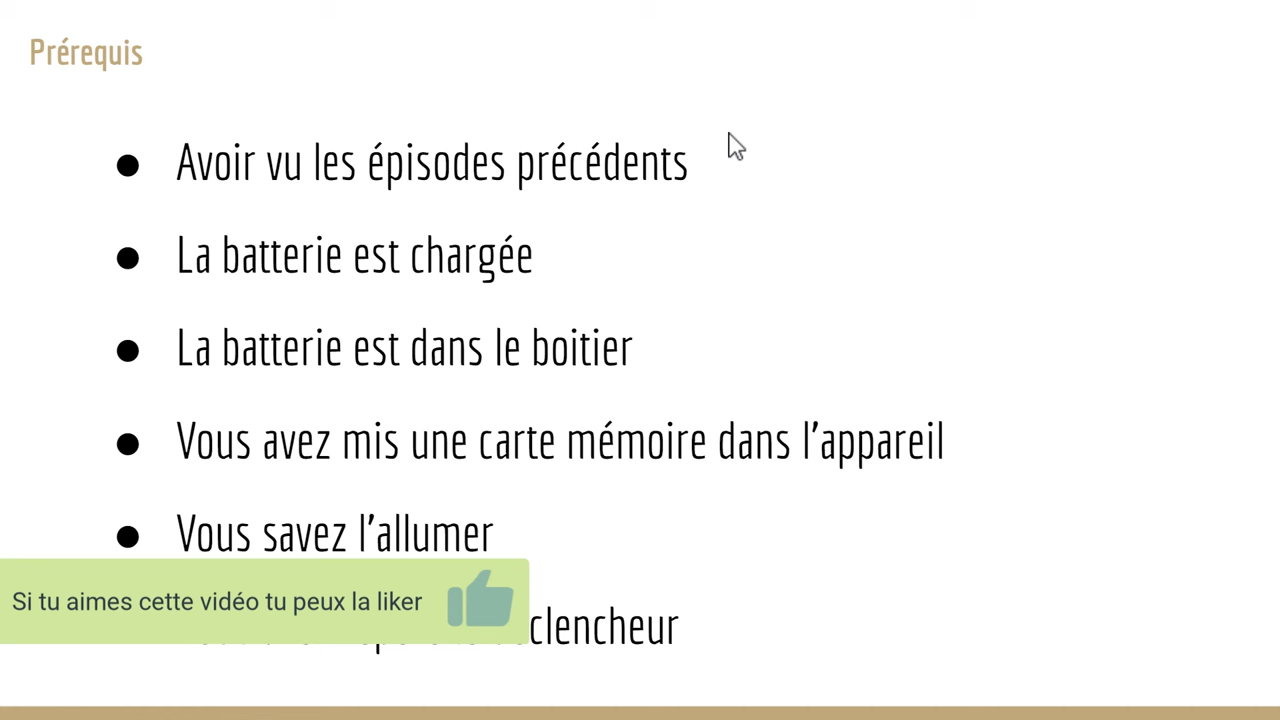 Prérequis
Avoir vu les épisodes précédents
La batterie est chargée
La batterie est dans le boitier
Vous avez mis une carte mémoire dans l'appareil
Vous savez l'allumer
Si tu aimes cette vidéo tu peux la liker
clencheur